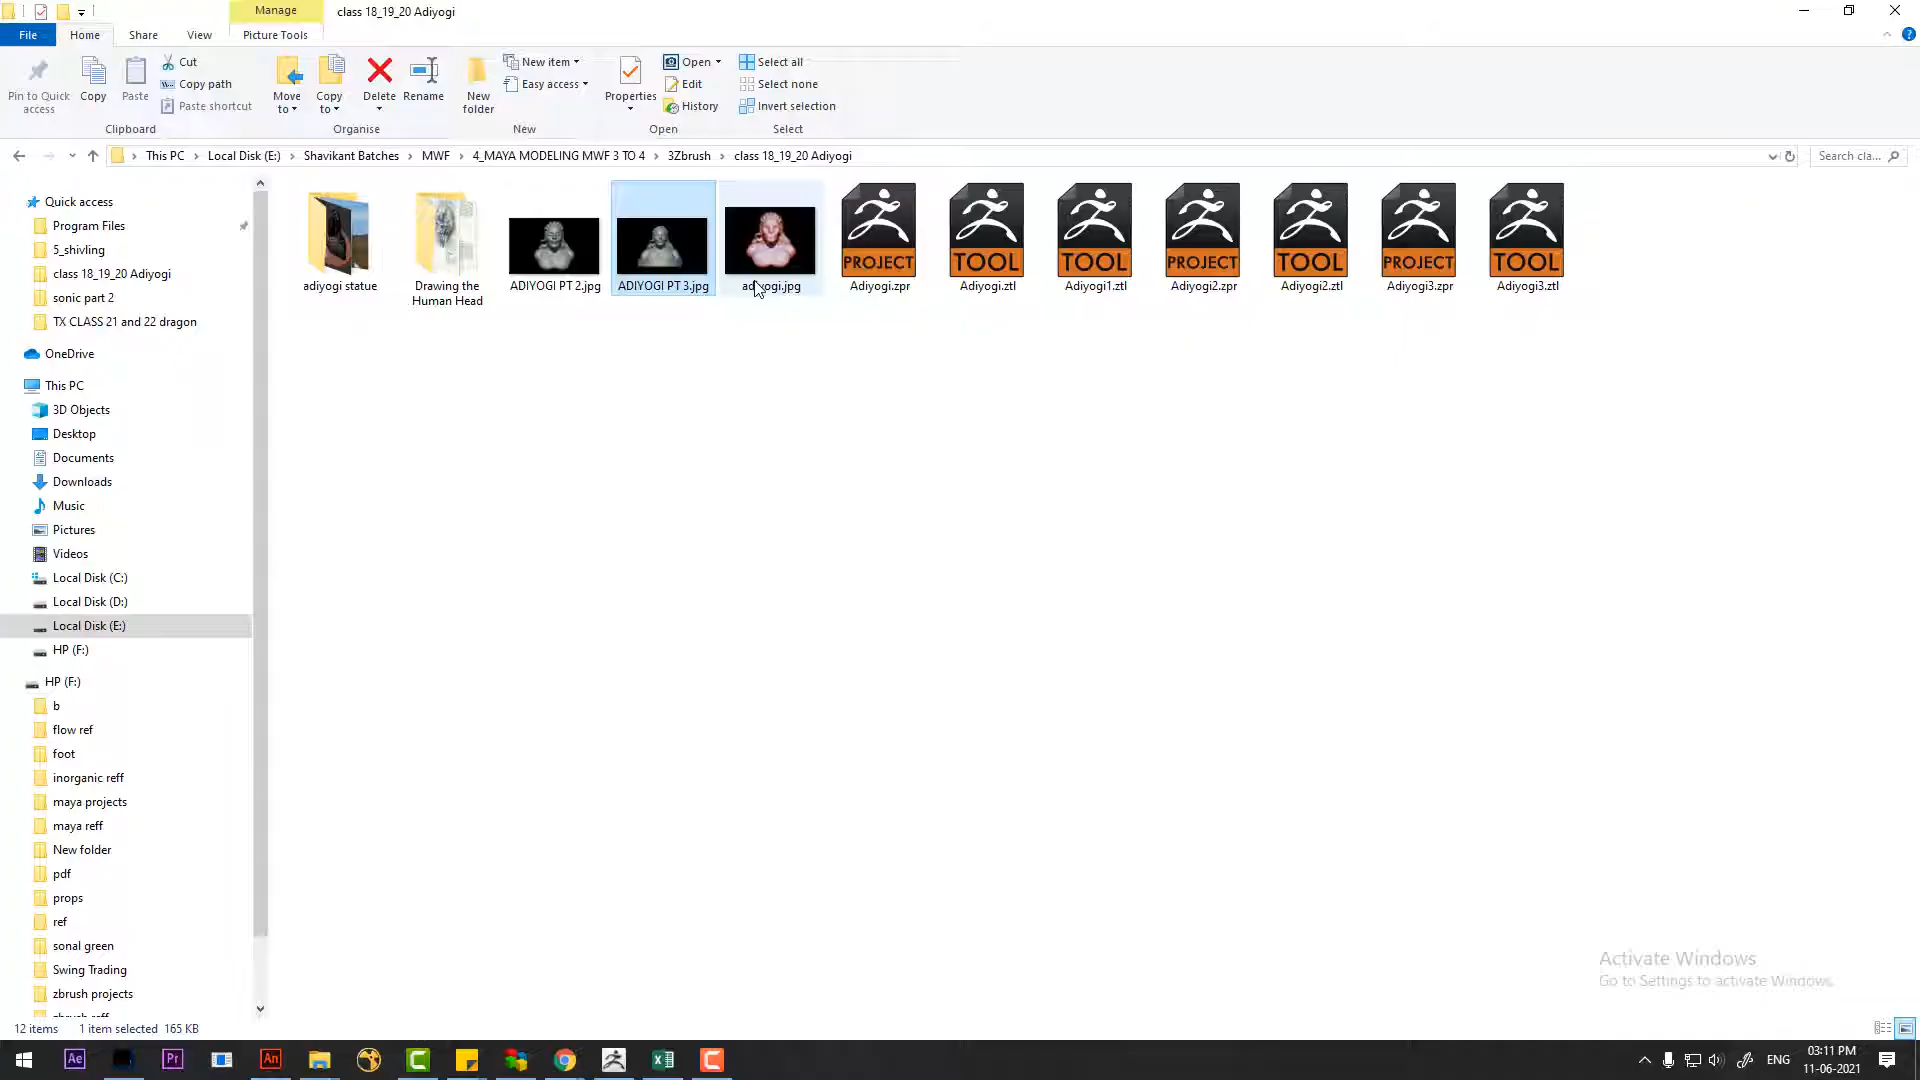 Manage
class 18_19_20 Adiyogi
File
Home
Share
View
Picture Tools
Pin to Quick access
Copy
Paste
Cut
Copy path
Paste shortcut
Clipboard
Move to
Copy to
Delete
Rename
Organise
New folder
New item
Easy access
New
Properties
Open
Edit
History
Open
Select all
Select none
Invert selection
Select
This PC > Local Disk (E:) > Shavikant Batches > MWF > 4_MAYA MODELING MWF 3 TO 4 > 3Zbrush > class 18_19_20 Adiyogi
Search cla...
Quick access
Program Files
5_shivling
class 18_19_20 Adiyogi
sonic part 2
TX CLASS 21 and 22 dragon
OneDrive
This PC
3D Objects
Desktop
Documents
Downloads
Music
Pictures
Videos
Local Disk (C:)
Local Disk (D:)
Local Disk (E:)
HP (F:)
HP (F:)
b
flow ref
foot
inorganic reff
maya projects
maya reff
New folder
pdf
props
ref
sonal green
Swing Trading
zbrush projects
adiyogi statue
Drawing the Human Head
ADIYOGI PT 2.jpg
ADIYOGI PT 3.jpg
adiyogi.jpg
PROJECT
Adiyogi.zpr
TOOL
Adiyogi.ztl
TOOL
Adiyogi1.ztl
PROJECT
Adiyogi2.zpr
TOOL
Adiyogi2.ztl
PROJECT
Adiyogi3.zpr
TOOL
Adiyogi3.ztl
Activate Windows
Go to Settings to activate Windows.
12 items 1 item selected 165 KB
Ae
Pr
An
ENG
03:11 PM
11-06-2021